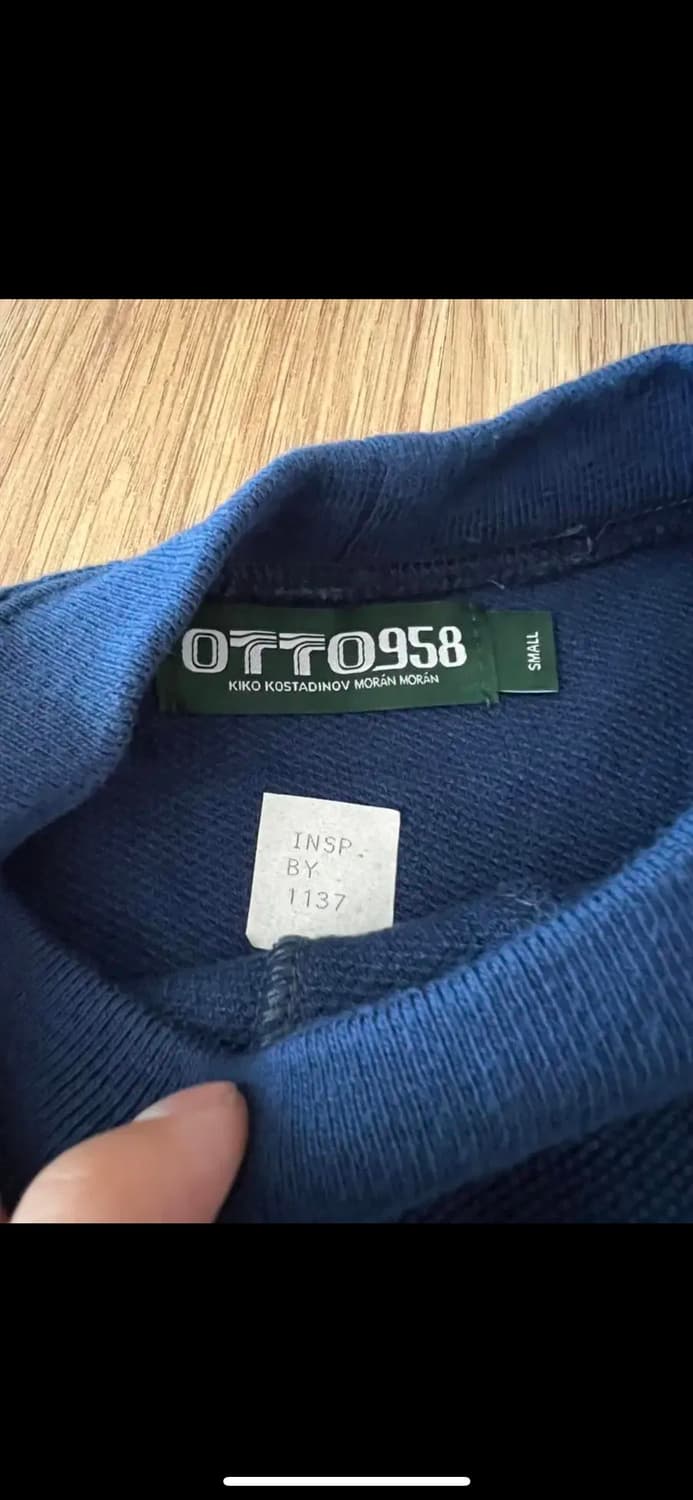 OTTO958
KIKO KOSTADINOV MORÁN MORÁN
SMALL
INSP.
BY
1137